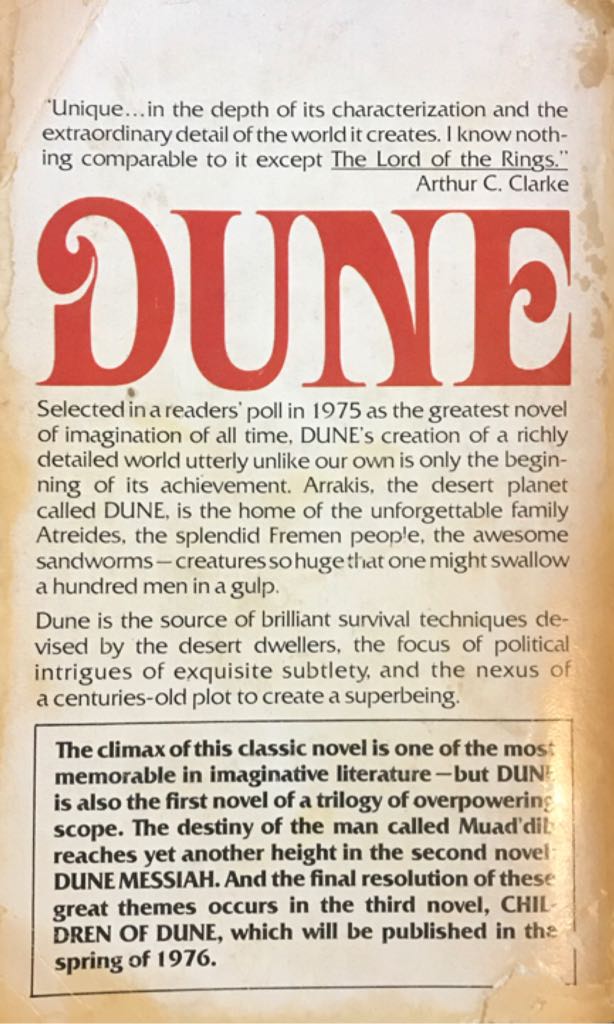 "Unique...in the depth of its characterization and the
extraordinary detail of the world it creates. I know noth-
ing comparable to it except The Lord of the Rings."
Arthur C. Clarke
DUNE
Selected in a readers' poll in 1975 as the greatest novel
of imagination of all time, DUNE's creation of a richly
detailed world utterly unlike our own is only the begin-
ning of its achievement. Arrakis, the desert planet
called DUNE, is the home of the unforgettable family
Atreides, the splendid Fremen people, the awesome
sandworms—creatures so huge that one might swallow
a hundred men in a gulp.
Dune is the source of brilliant survival techniques de-
vised by the desert dwellers, the focus of political
intrigues of exquisite subtlety, and the nexus of
a centuries-old plot to create a superbeing.
The climax of this classic novel is one of the most
memorable in imaginative literature—but DUNE
is also the first novel of a trilogy of overpowering
scope. The destiny of the man called Muad'dib
reaches yet another height in the second novel
DUNE MESSIAH. And the final resolution of these
great themes occurs in the third novel, CHIL-
DREN OF DUNE, which will be published in the
spring of 1976.